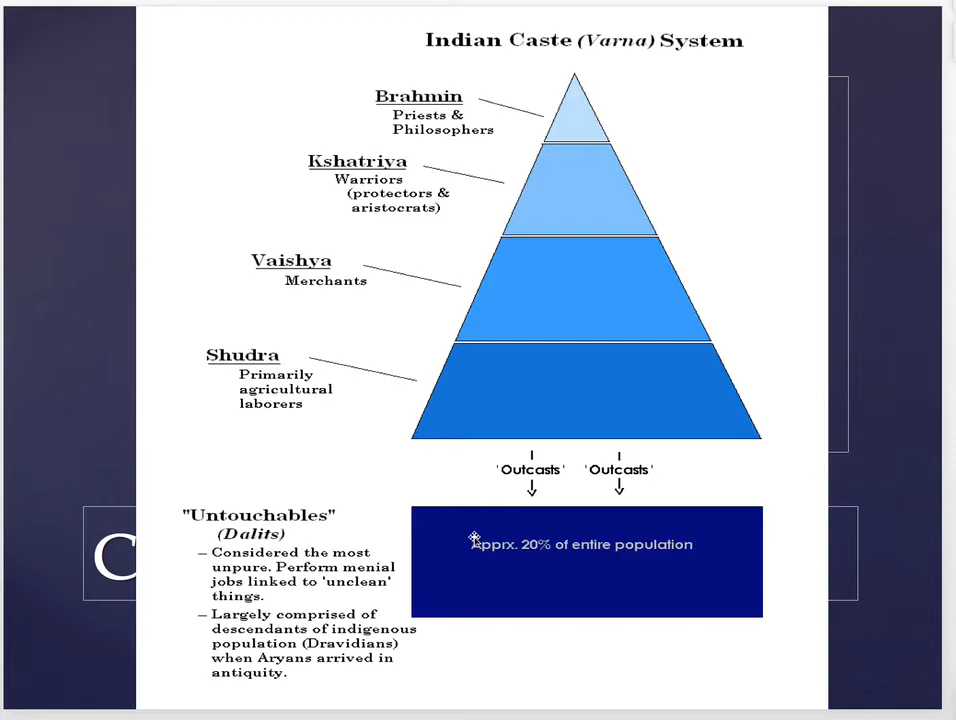 Indian Caste (Varna) System
Brahmin
Priests &
Philosophers
Kshatriya
Warriors
(protectors &
aristocrats)
Vaishya
Merchants
Shudra
Primarily
agricultural
laborers
'Outcasts' 'Outcasts'
"Untouchables"
(Dalits)
– Considered the most
unpure. Perform menial
jobs linked to 'unclean'
things.
– Largely comprised of
descendants of indigenous
population (Dravidians)
when Aryans arrived in
antiquity.
Apprx. 20% of entire population
C